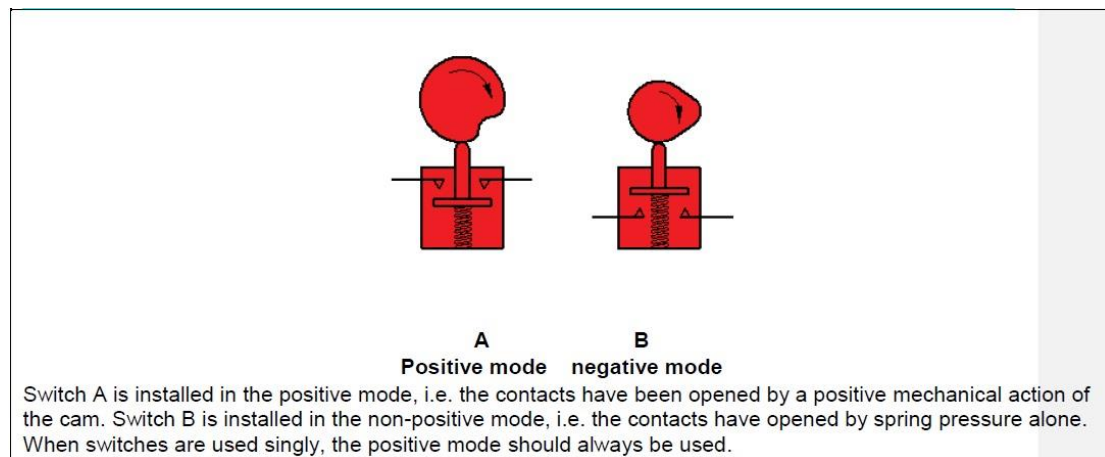 A B
Positive mode negative mode
Switch A is installed in the positive mode, i.e. the contacts have been opened by a positive mechanical action of
the cam. Switch B is installed in the non-positive mode, i.e. the contacts have opened by spring pressure alone.
When switches are used singly, the positive mode should always be used.